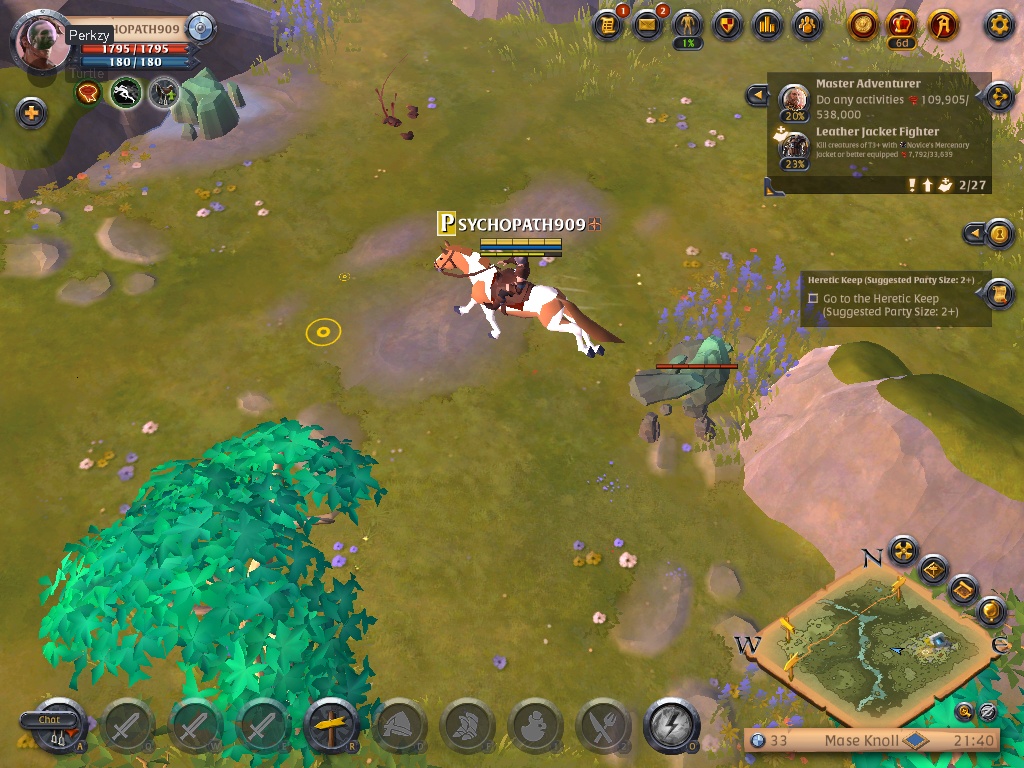 Perkzy
HOPATH909
1795 / 1795
180 / 180
Turtle
1
2
1%
6d
Master Adventurer
Do any activities 109,905/
538,000
20%
Leather Jacket Fighter
Kill creatures of T3+ with Novice's Mercenary
Jacket or better equipped 7,792/33,639
23%
2/27
PSYCHOPATH909
Heretic Keep (Suggested Party Size: 2+)
Go to the Heretic Keep
(Suggested Party Size: 2+)
N
W
E
Chat
A
Q
W
E
R
D
F
1
2
O
33
Mase Knoll
21:40